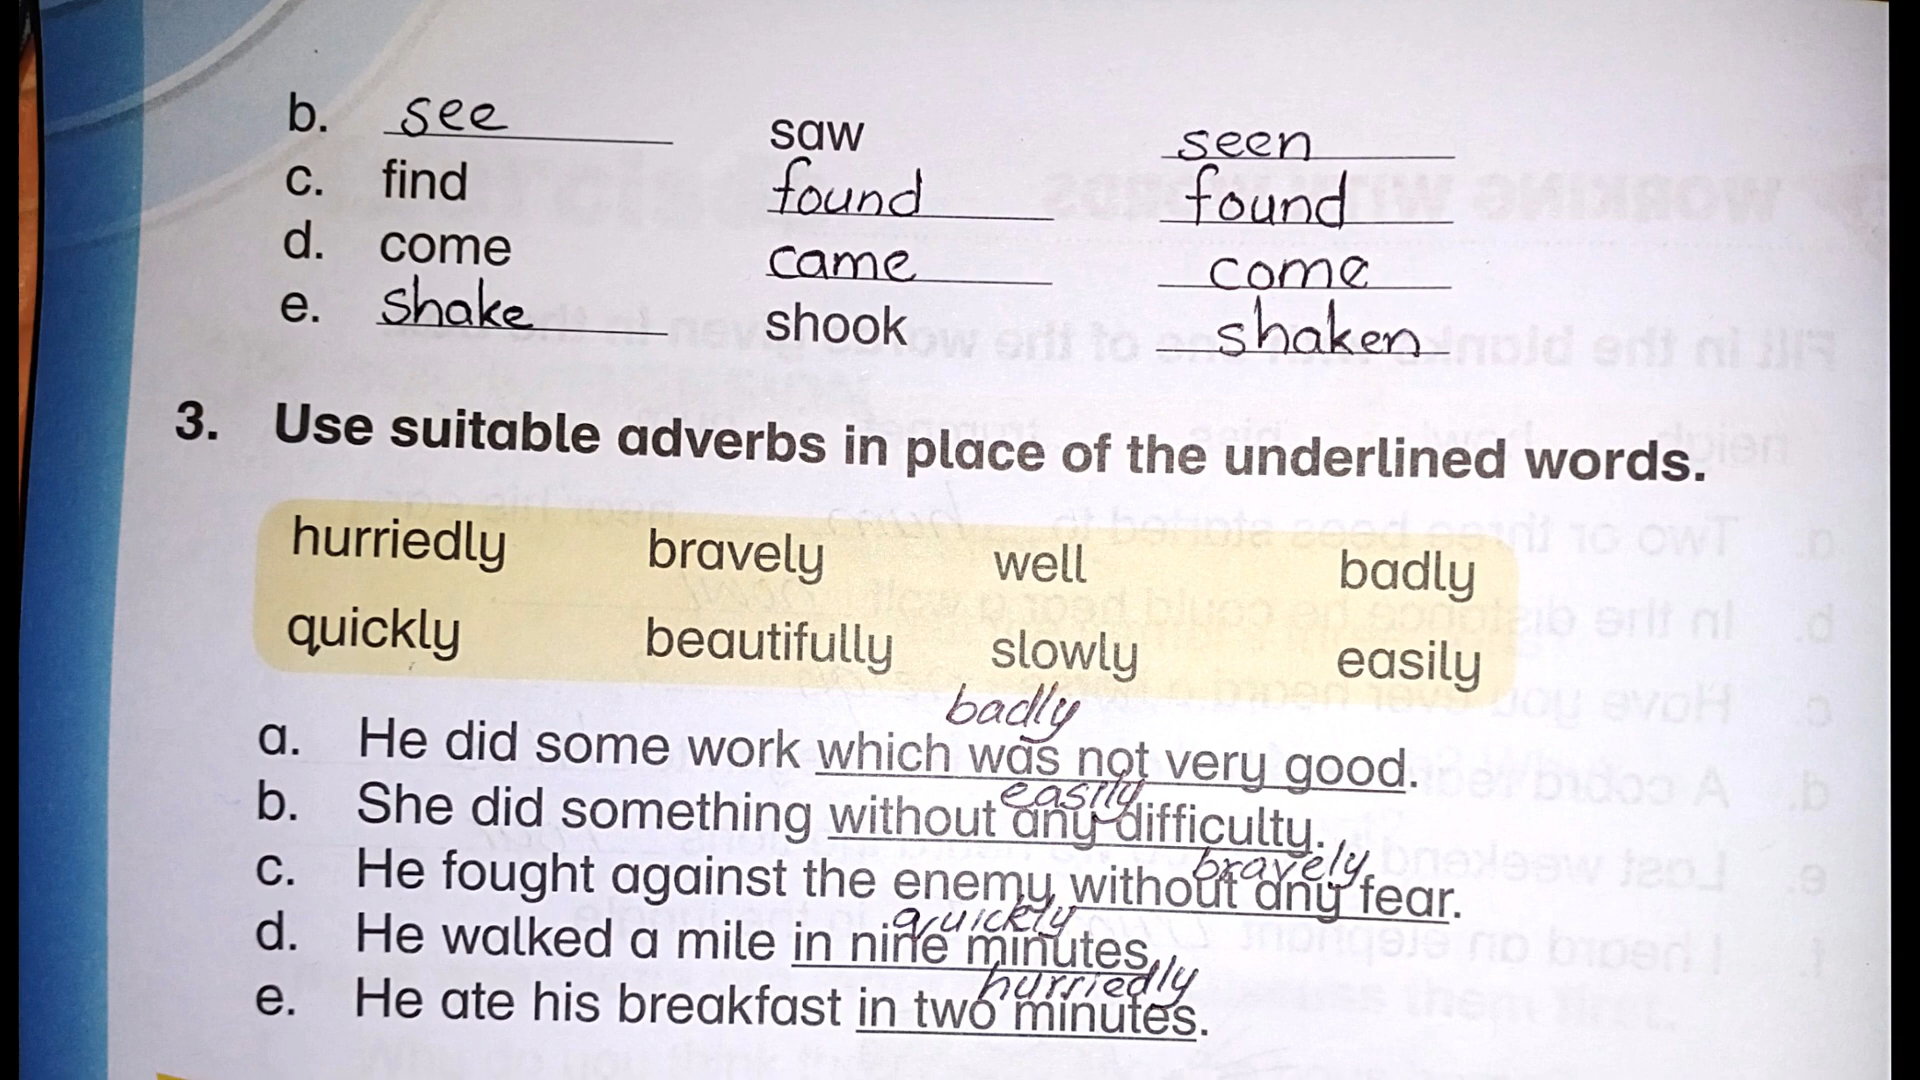 b. see saw seen
c. find found found
d. come came come
e. shake shook shaken
3. Use suitable adverbs in place of the underlined words.
hurriedly bravely well badly
quickly beautifully slowly easily
badly
a. He did some work which was not very good.
easily
b. She did something without any difficulty.
bravely
c. He fought against the enemy without any fear.
quickly
d. He walked a mile in nine minutes.
hurriedly
e. He ate his breakfast in two minutes.